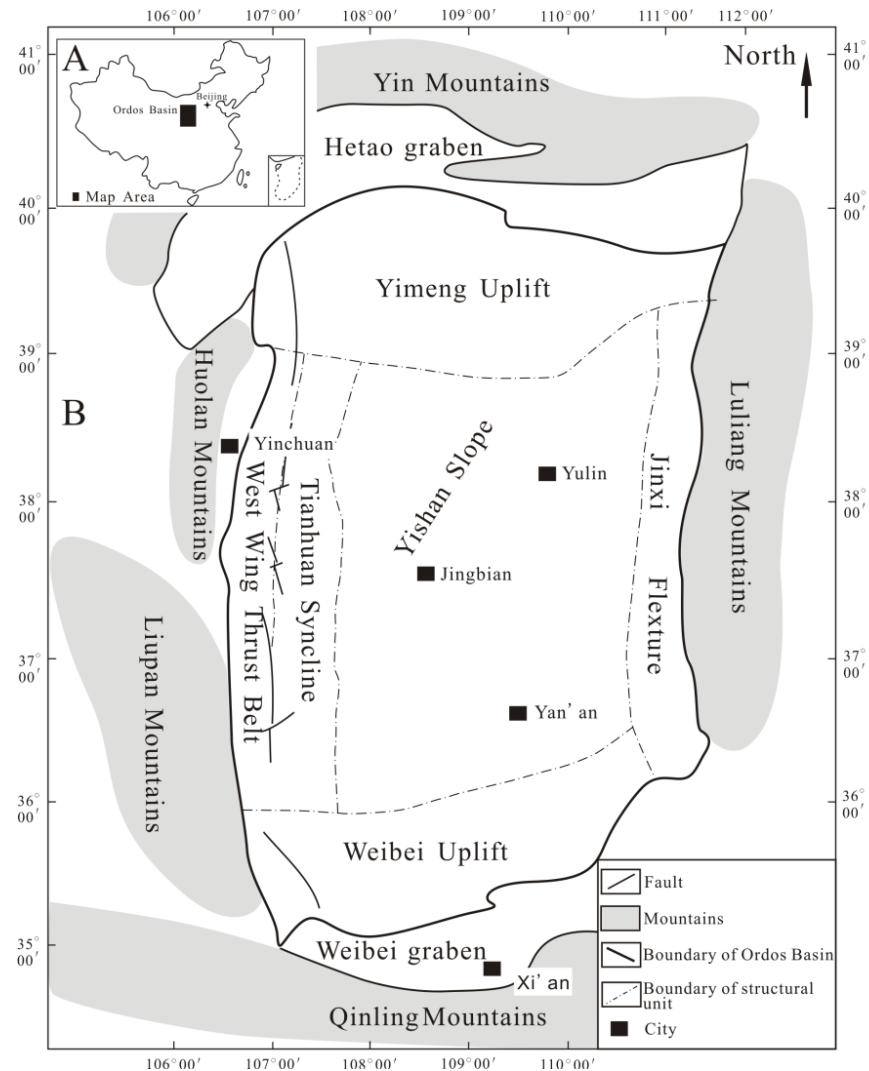 106°00′ 107°00′ 108°00′ 109°00′ 110°00′ 111°00′ 112°00′
41°
00′
41°
00′
A
Beijing
Ordos Basin
Map Area
North
Yin Mountains
Hetao graben
40°
00′
40°
00′
Yimeng Uplift
39°
00′
39°
00′
B
Huolan Mountains
Yinchuan
Yishan Slope
Yulin
Jinxi Flexture
Luliang Mountains
38°
00′
38°
00′
West Wing Thrust Belt
Tianhuan Syncline
Jingbian
Liupan Mountains
37°
00′
37°
00′
Yan’an
36°
00′
36°
00′
Weibei Uplift
35°
00′
Weibei graben
Xi’an
Qinling Mountains
Fault
Mountains
Boundary of Ordos Basin
Boundary of structural
unit
City
106°00′ 107°00′ 108°00′ 109°00′ 110°00′